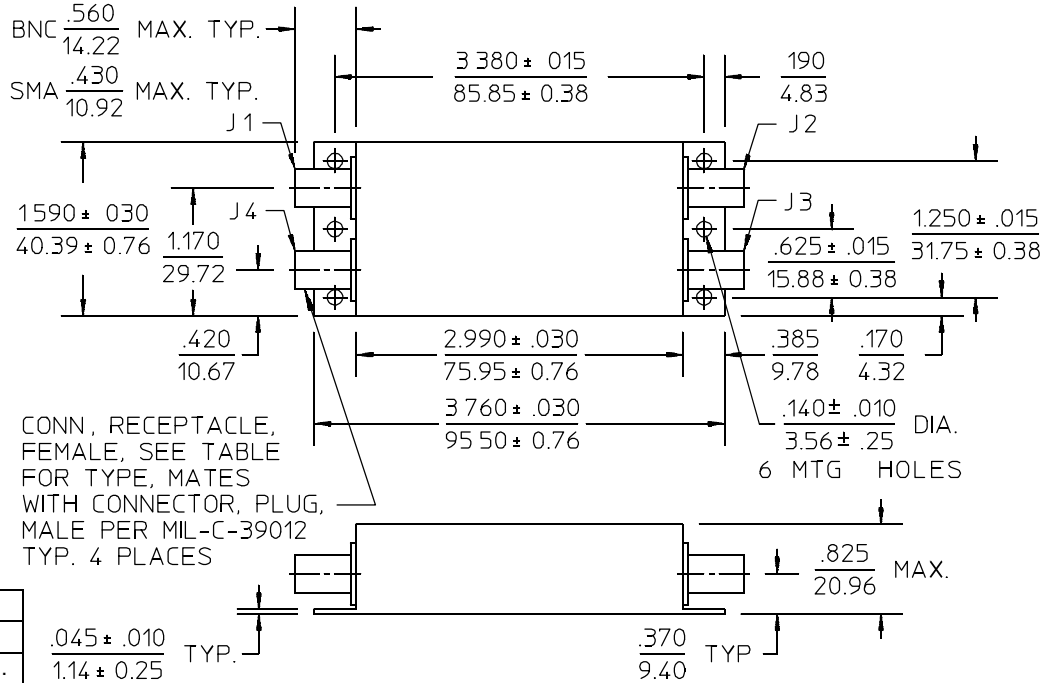 BNC .560 / 14.22 MAX. TYP.
SMA .430 / 10.92 MAX. TYP.
3 380 ± 015 / 85.85 ± 0.38
190 / 4.83
J1
J2
J4
J3
1590 ± 030 / 40.39 ± 0.76
1.170 / 29.72
.625 ± .015 / 15.88 ± 0.38
1.250 ± .015 / 31.75 ± 0.38
.420 / 10.67
2.990 ± .030 / 75.95 ± 0.76
.385 / 9.78
.170 / 4.32
3 760 ± .030 / 95 50 ± 0.76
.140 ± .010 / 3.56 ± .25 DIA.
6 MTG HOLES
CONN, RECEPTACLE,
FEMALE, SEE TABLE
FOR TYPE, MATES
WITH CONNECTOR, PLUG,
MALE PER MIL-C-39012
TYP. 4 PLACES
.825 / 20.96 MAX.
.045 ± .010 / 1.14 ± 0.25 TYP.
.370 / 9.40 TYP
.